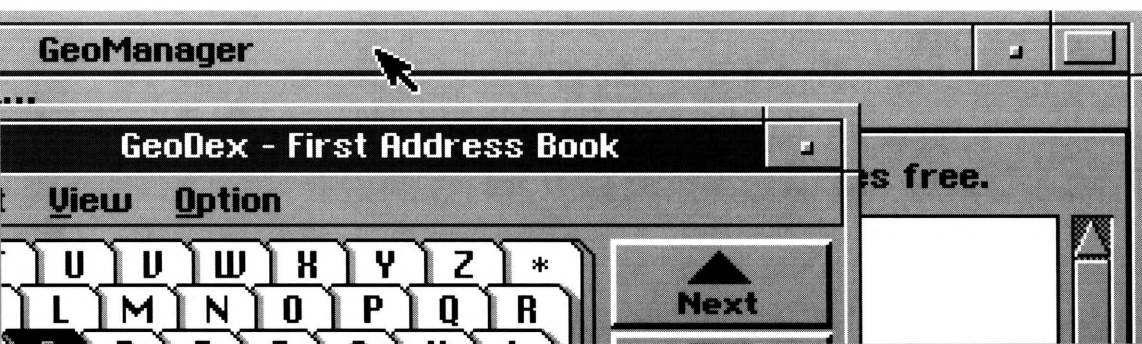 GeoManager
GeoDex - First Address Book
View Option
es free.
U V W X Y Z *
L M N O P Q R
Next